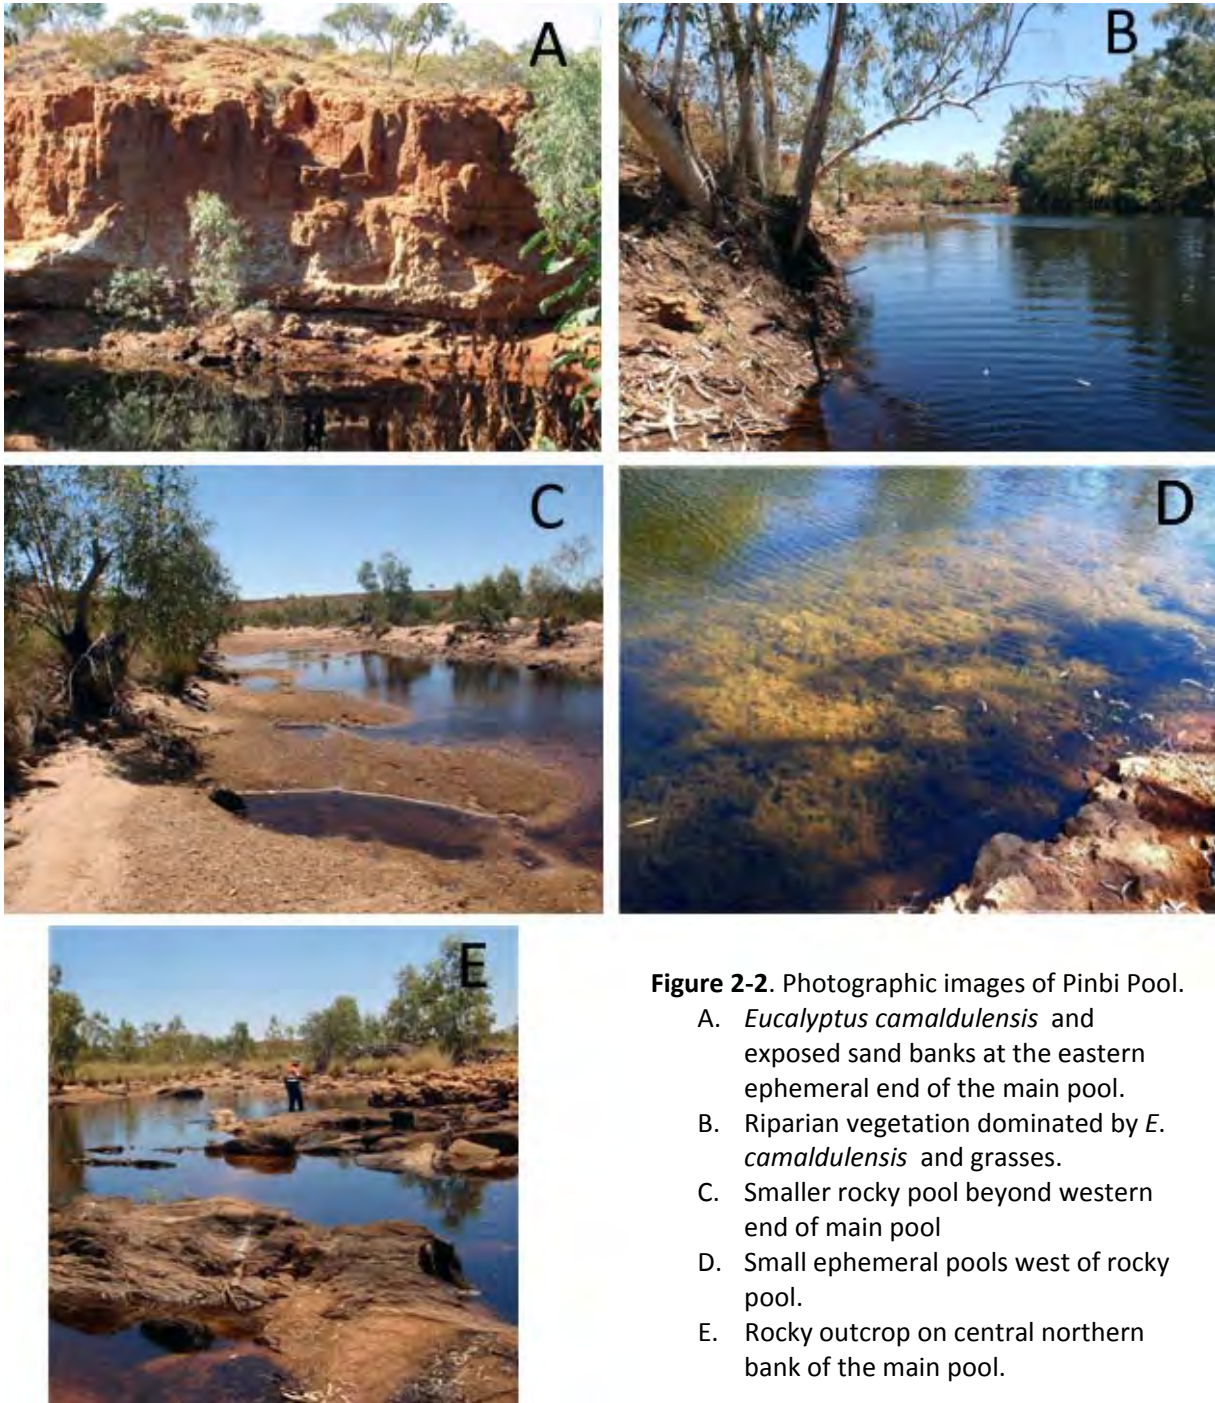 A
B
C
D
E
Figure 2-2. Photographic images of Pinbi Pool.
A. Eucalyptus camaldulensis and
exposed sand banks at the eastern
ephemeral end of the main pool.
B. Riparian vegetation dominated by E.
camaldulensis and grasses.
C. Smaller rocky pool beyond western
end of main pool
D. Small ephemeral pools west of rocky
pool.
E. Rocky outcrop on central northern
bank of the main pool.